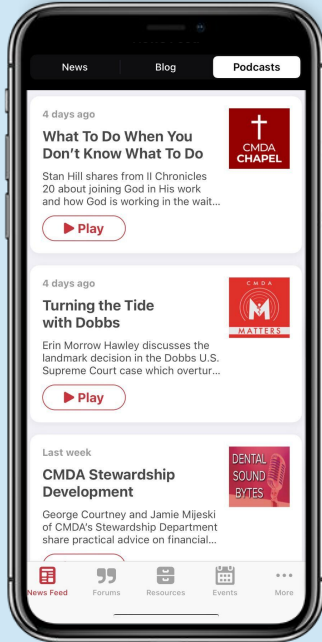 News Blog Podcasts
4 days ago
What To Do When You
Don't Know What To Do
Stan Hill shares from II Chronicles
20 about joining God in His work
and how God is working in the wait...
Play
CMDA
CHAPEL
4 days ago
Turning the Tide
with Dobbs
Erin Morrow Hawley discusses the
landmark decision in the Dobbs U.S.
Supreme Court case which overtur...
Play
CMDA
M
MATTERS
Last week
CMDA Stewardship
Development
George Courtney and Jamie Mijeski
of CMDA's Stewardship Department
share practical advice on financial...
DENTAL
SOUND
BYTES
News Feed Forums Resources Events More